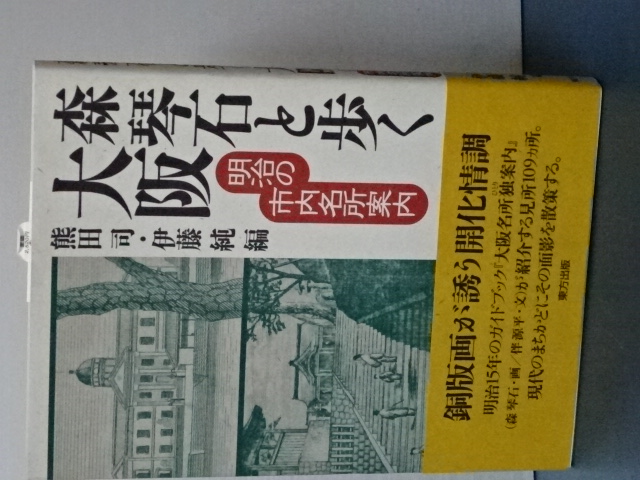 森琴石と歩く
大阪
明治の
市内名所案内
熊田司・伊藤純編
銅版画が誘う開化情調
明治15年のガイドブック『大阪名所独案内』
(森琴石・画/伴源平・文)が紹介する見所109ヵ所。
現代のまちかどにその面影を散策する。
東方出版